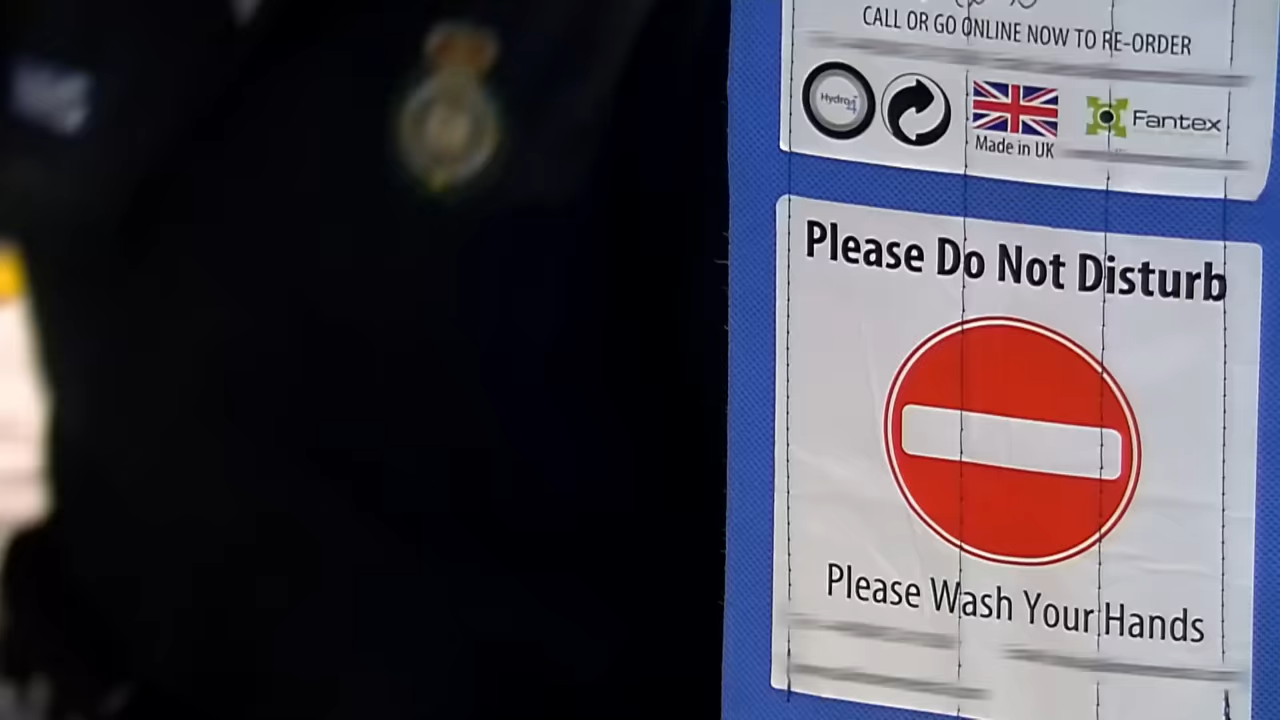 CALL OR GO ONLINE NOW TO RE-ORDER
Hydro4
Fantex
Made in UK
Please Do Not Disturb
Please Wash Your Hands